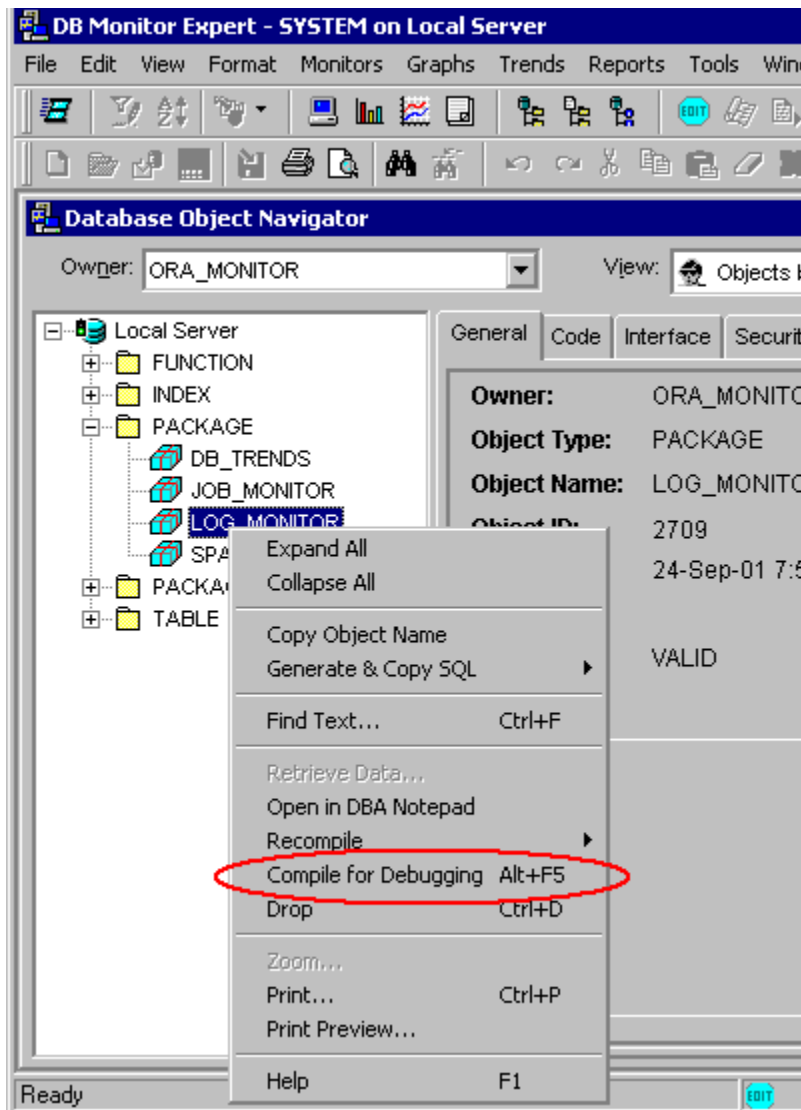 DB Monitor Expert - SYSTEM on Local Server
File Edit View Format Monitors Graphs Trends Reports Tools
EDIT
Database Object Navigator
Owner: ORA_MONITOR View: Objects
Local Server
General Code Interface
FUNCTION
INDEX
Owner:
PACKAGE
Object Type: PACKAGE
DB_TRENDS
Object Name:
JOB_MONITOR
LOG_MONITOR
Object ID: 2709
24-Sep-01
TABLE
VALID
Expand All
Collapse All
Copy Object Name
Generate & Copy SQL
Find Text... Ctrl+F
Retrieve Data...
Open in DBA Notepad
Recompile
Compile for Debugging Alt+F5
Drop Ctrl+D
Zoom...
Print... Ctrl+P
Print Preview...
Help F1
Ready EDIT